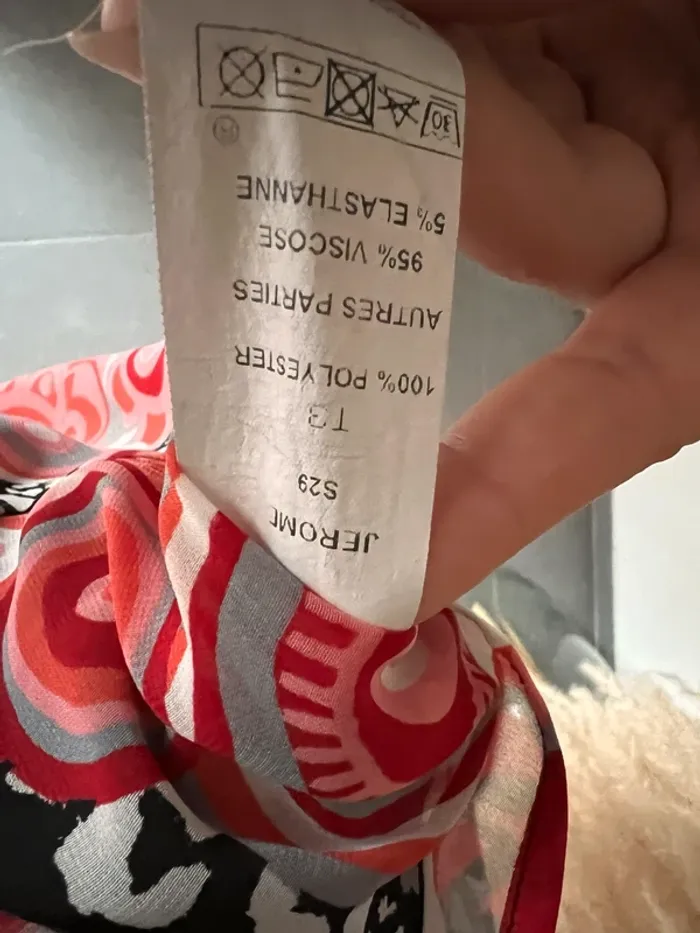 JEROME
S29
T3
100% POLYESTER
AUTRES PARTIES
95% VISCOSE
5% ELASTHANNE
30